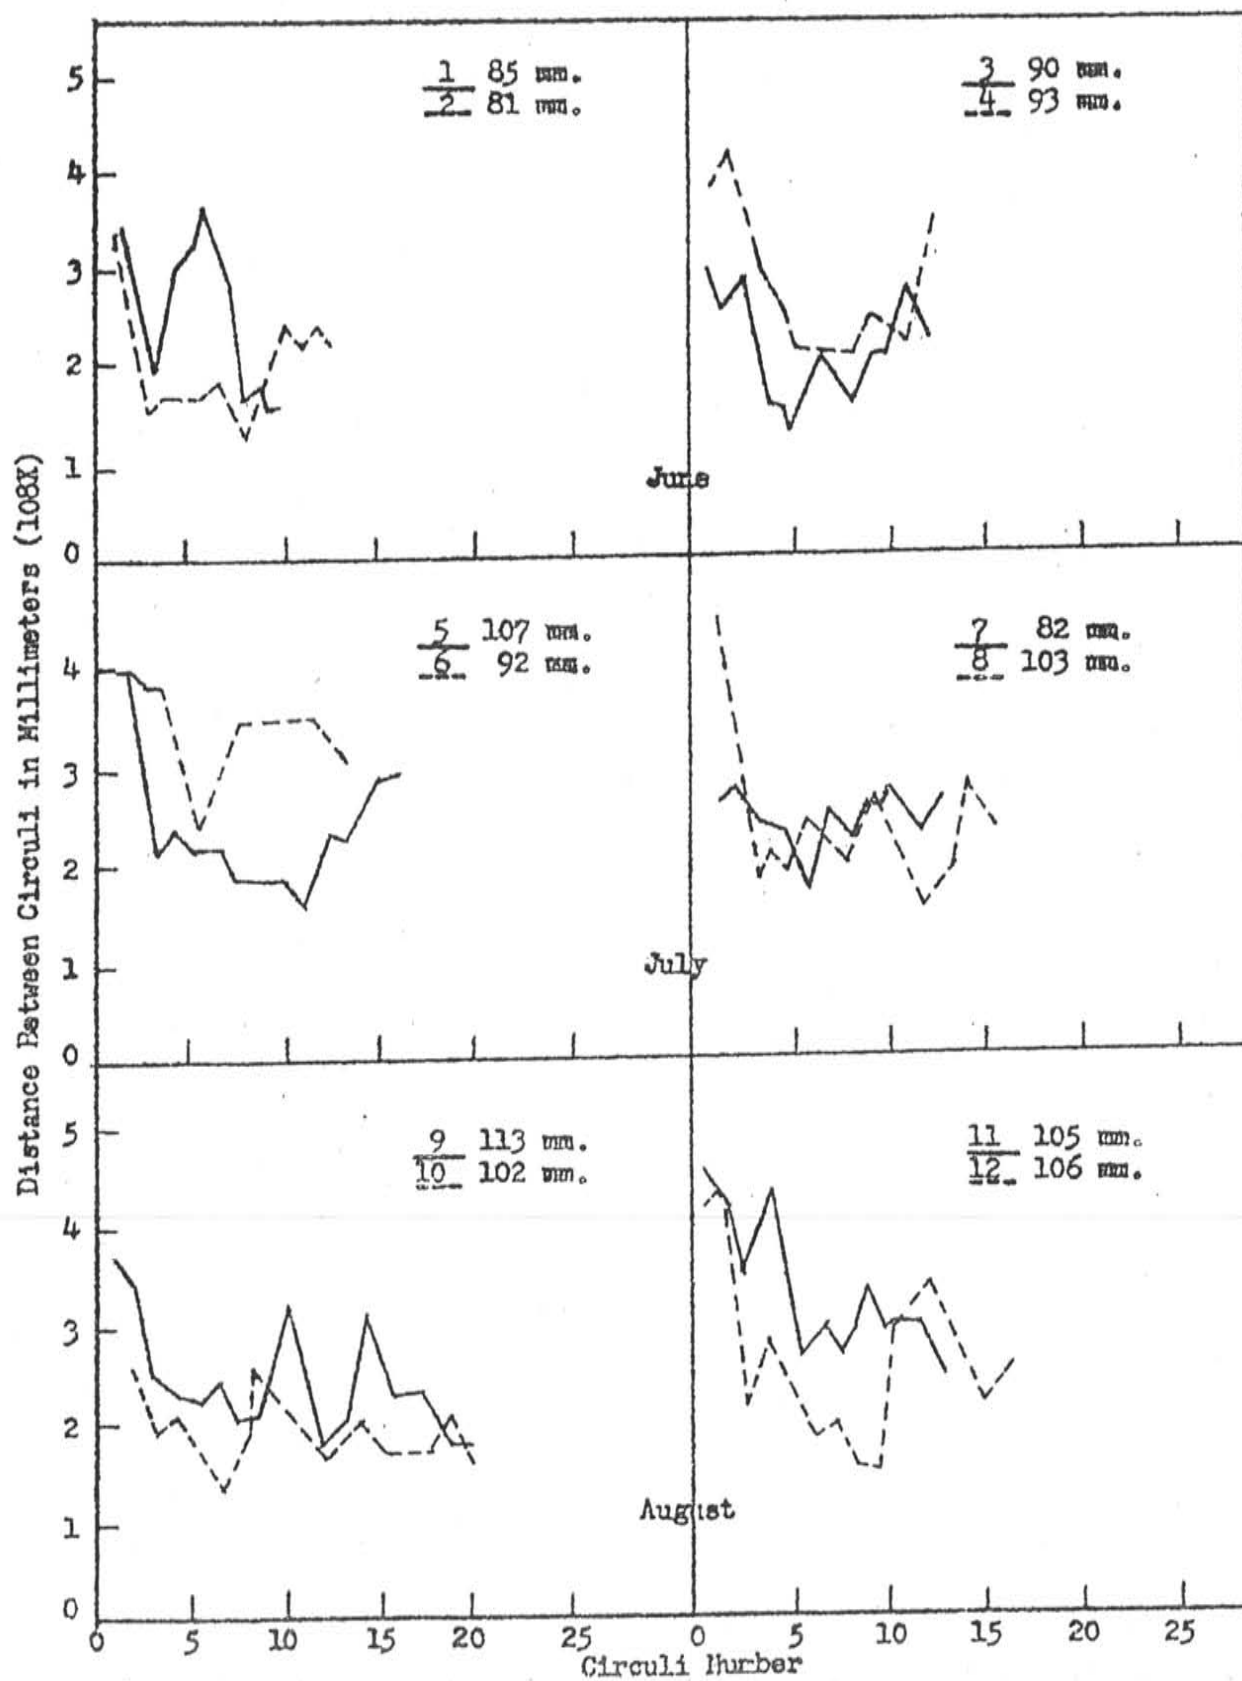 Distance Between Circuli in Millimeters (108X)
5
4
3
2
1
0
1 85 mm.
2 81 mm.
3 90 mm.
4 93 mm.
June
4
3
2
1
0
5 107 mm.
6 92 mm.
7 82 mm.
8 103 mm.
July
5
4
3
2
1
0
9 113 mm.
10 102 mm.
11 105 mm.
12 106 mm.
August
0 5 10 15 20 25 0 5 10 15 20 25
Circuli Number